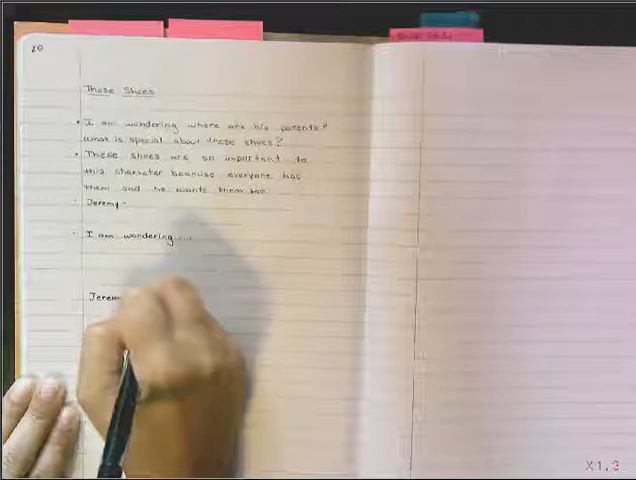 20
Those Shoes
• I am wondering where are his parents?
What is special about those shoes?
• These shoes are so important to
this character because everyone has
them and he wants them too
• Jeremy-
• I am wondering...
Jerem
X1.3